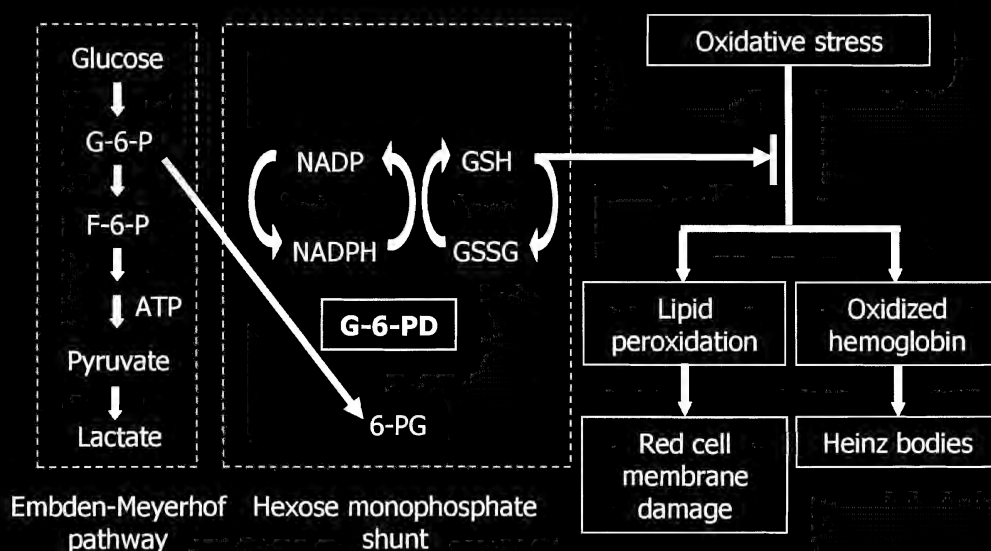 Glucose
G-6-P
F-6-P
ATP
Pyruvate
Lactate
Embden-Meyerhof
pathway
NADP
GSH
NADPH
GSSG
G-6-PD
6-PG
Hexose monophosphate
shunt
Oxidative stress
Lipid
peroxidation
Oxidized
hemoglobin
Red cell
membrane
damage
Heinz bodies